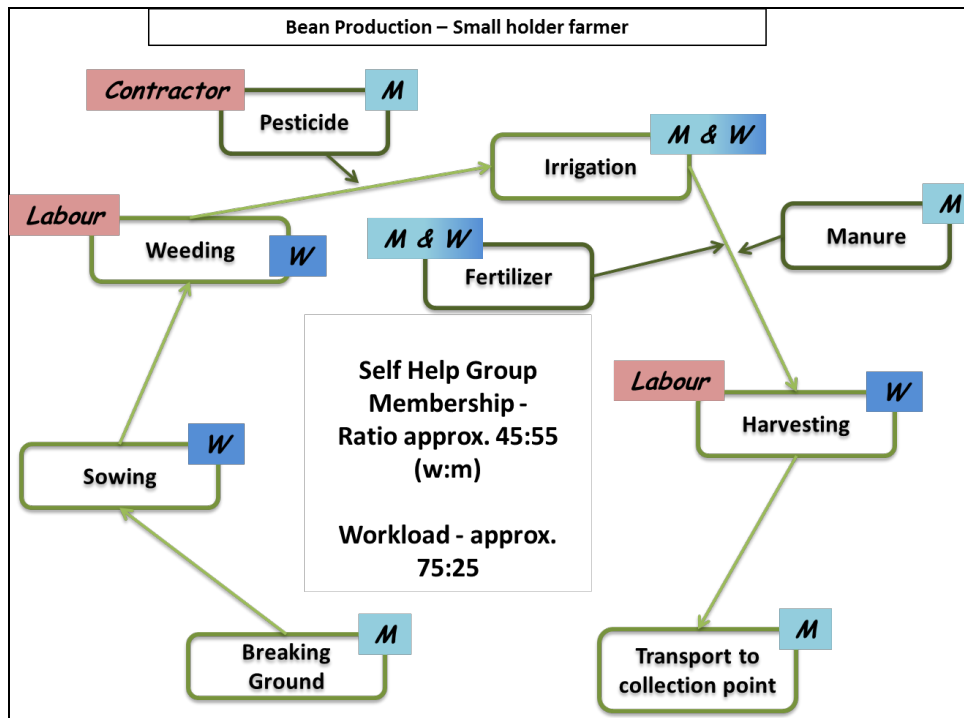 Bean Production – Small holder farmer
Contractor
M
Pesticide
M & W
Irrigation
Labour
Weeding
W
M & W
Fertilizer
M
Manure
Self Help Group
Membership -
Ratio approx. 45:55
(w:m)
Workload - approx.
75:25
Labour
W
Harvesting
W
Sowing
M
Breaking
Ground
M
Transport to
collection point